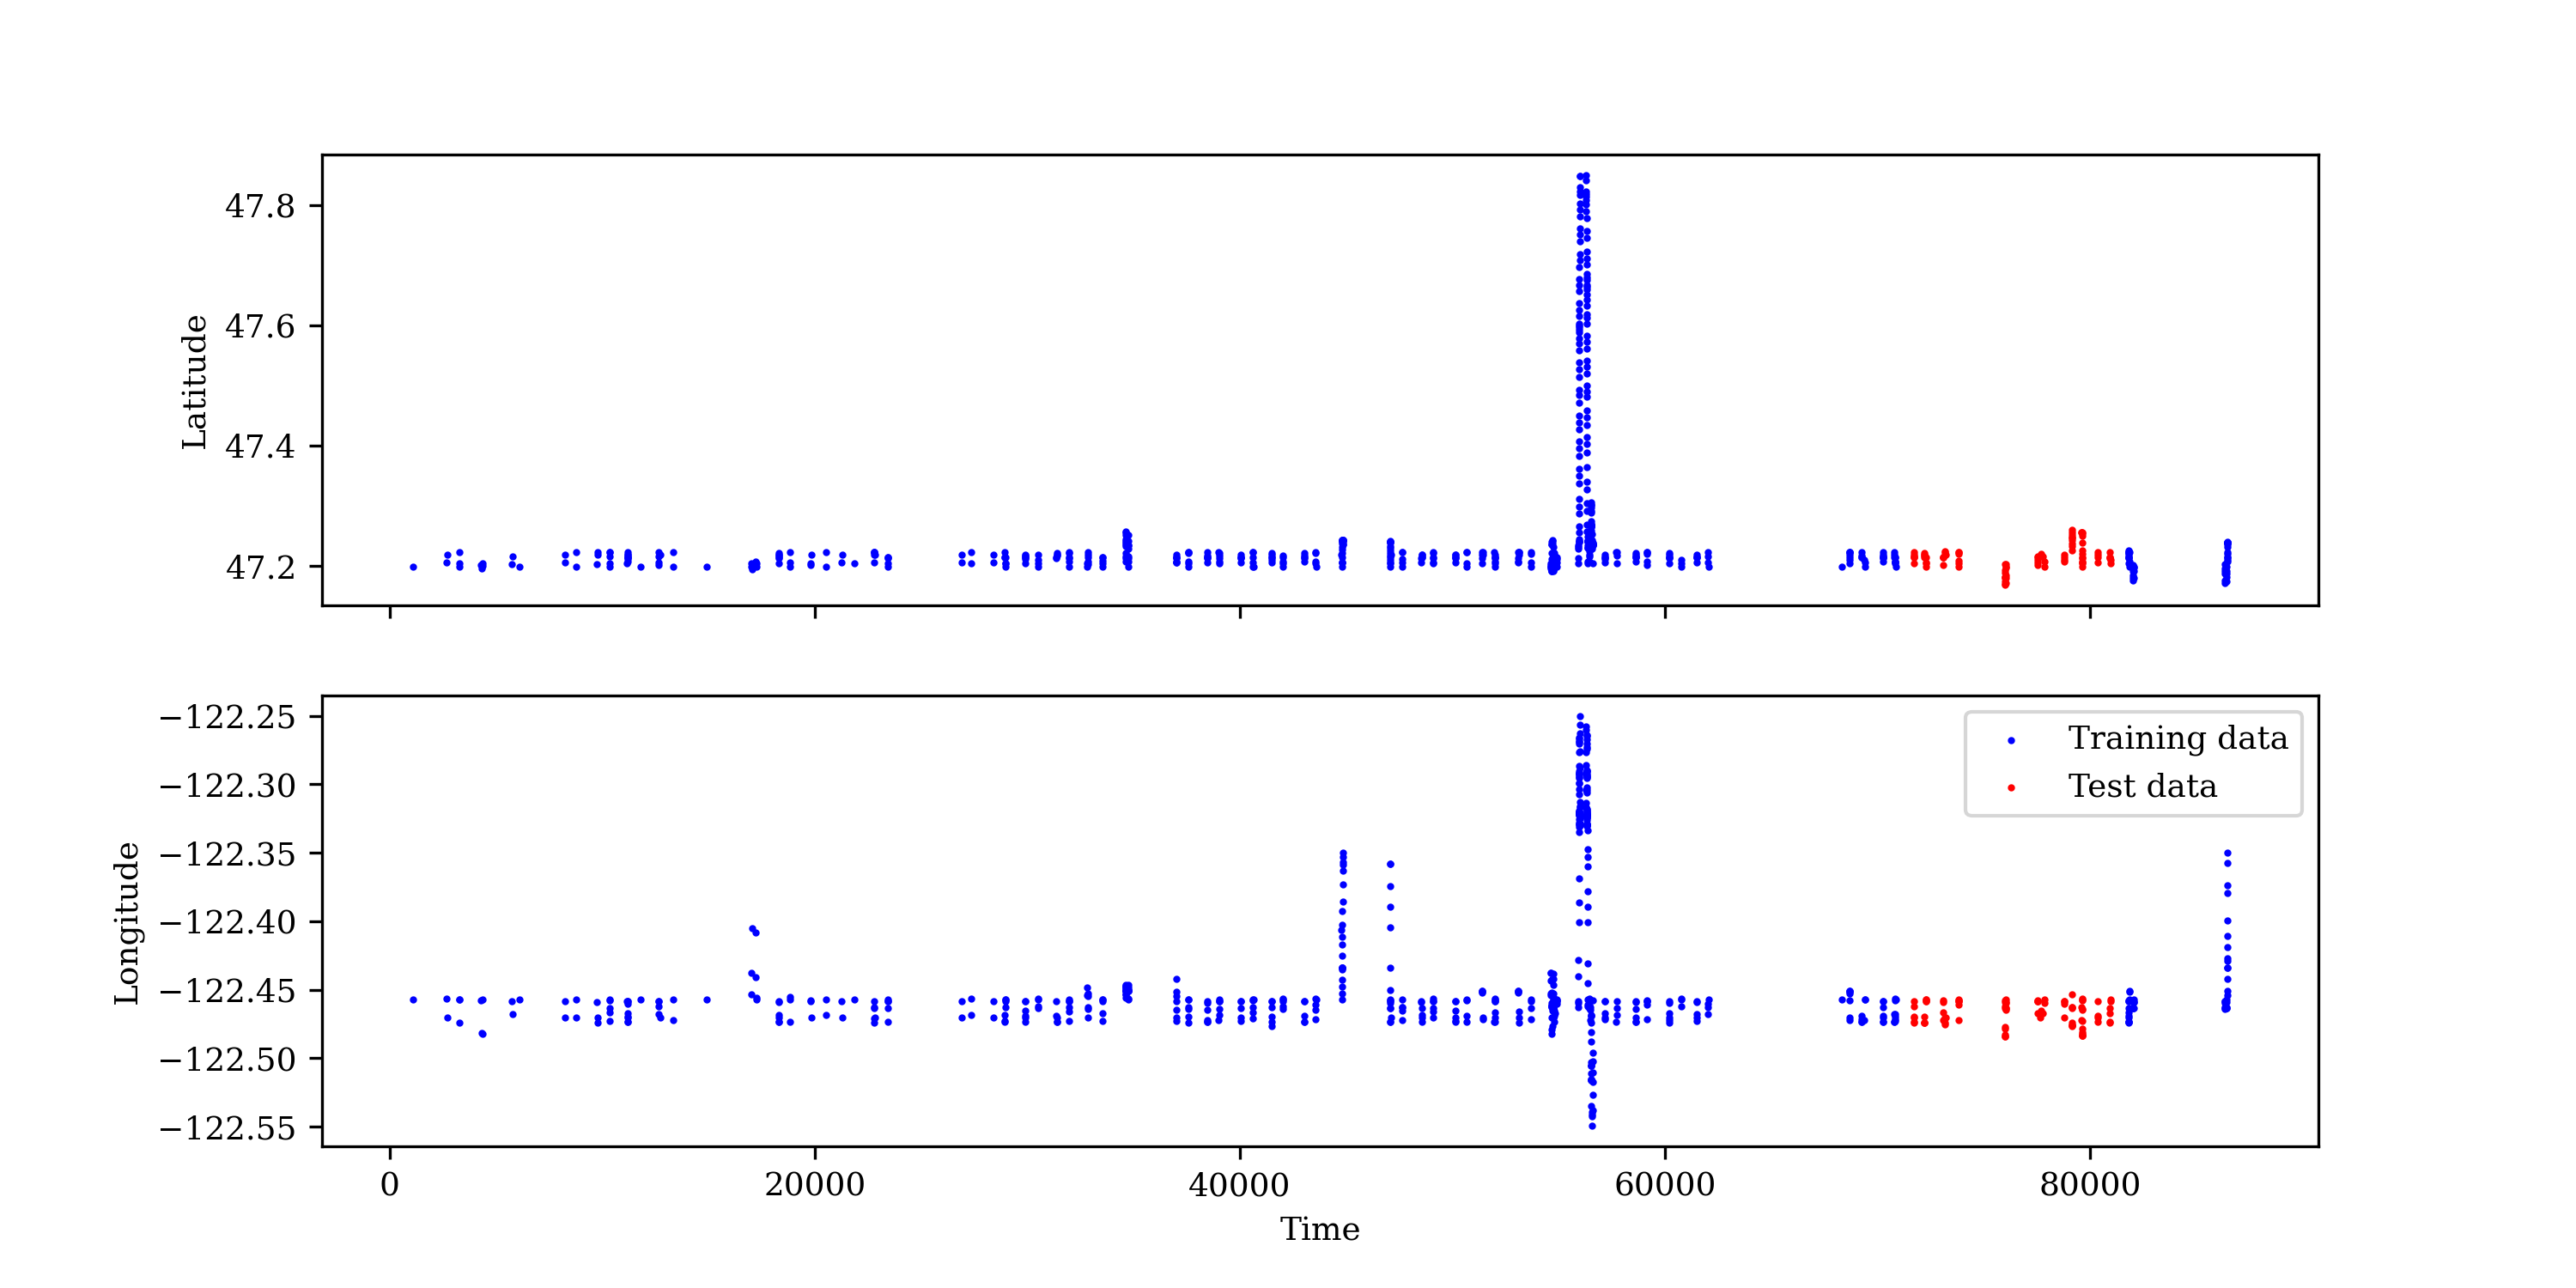 47.8
47.6
Latitude
47.4
47.2
−122.25
Training data
−122.30
Test data
−122.35
−122.40
Longitude
−122.45
−122.50
−122.55
0 20000 40000 60000 80000
Time